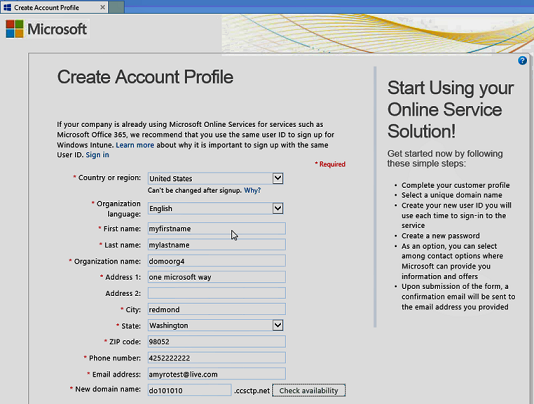 Create Account Profile
Microsoft
Create Account Profile
If your company is already using Microsoft Online Services for services such as
Microsoft Office 365, we recommend that you use the same user ID to sign up for
Windows Intune. Learn more about why it is important to sign up with the same
User ID. Sign in
* Required
* Country or region: United States
Can't be changed after signup. Why?
* Organization
language: English
* First name: myfirstname
* Last name: mylastname
* Organization name: domoorg4
* Address 1: one microsoft way
Address 2:
* City: redmond
* State: Washington
* ZIP code: 98052
* Phone number: 4252222222
* Email address: amyrotest@live.com
* New domain name: do101010 .ccsctp.net Check availability
?
Start Using your
Online Service
Solution!
Get started now by following
these simple steps:
• Complete your customer profile
• Select a unique domain name
• Create your new user ID you will
use each time to sign-in to the
service
• Create a new password
• As an option, you can select
among contact options where
Microsoft can provide you
information and offers
• Upon submission of the form, a
confirmation email will be sent to
the email address you provided